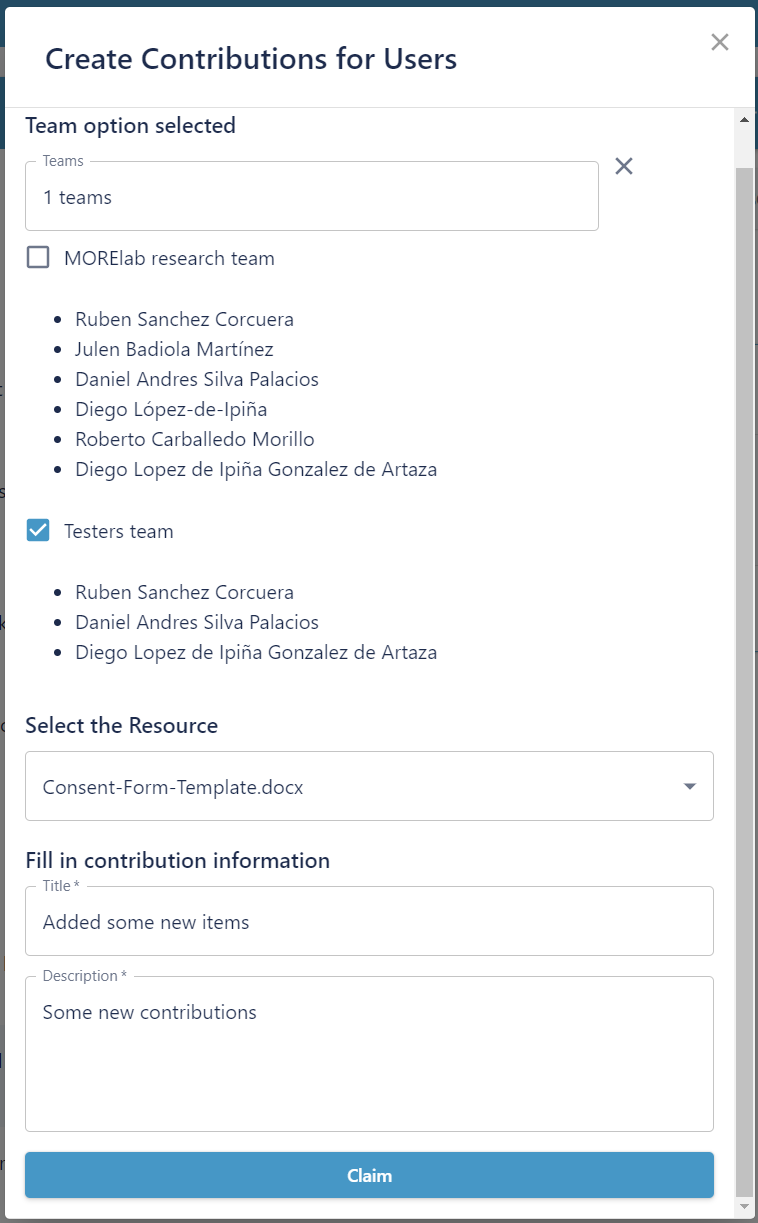 Create Contributions for Users
Team option selected
Teams
1 teams
MORElab research team
Ruben Sanchez Corcuera
Julen Badiola Martínez
Daniel Andres Silva Palacios
Diego López-de-Ipiña
Roberto Carballedo Morillo
Diego Lopez de Ipiña Gonzalez de Artaza
Testers team
Ruben Sanchez Corcuera
Daniel Andres Silva Palacios
Diego Lopez de Ipiña Gonzalez de Artaza
Select the Resource
Consent-Form-Template.docx
Fill in contribution information
Title *
Added some new items
Description *
Some new contributions
Claim